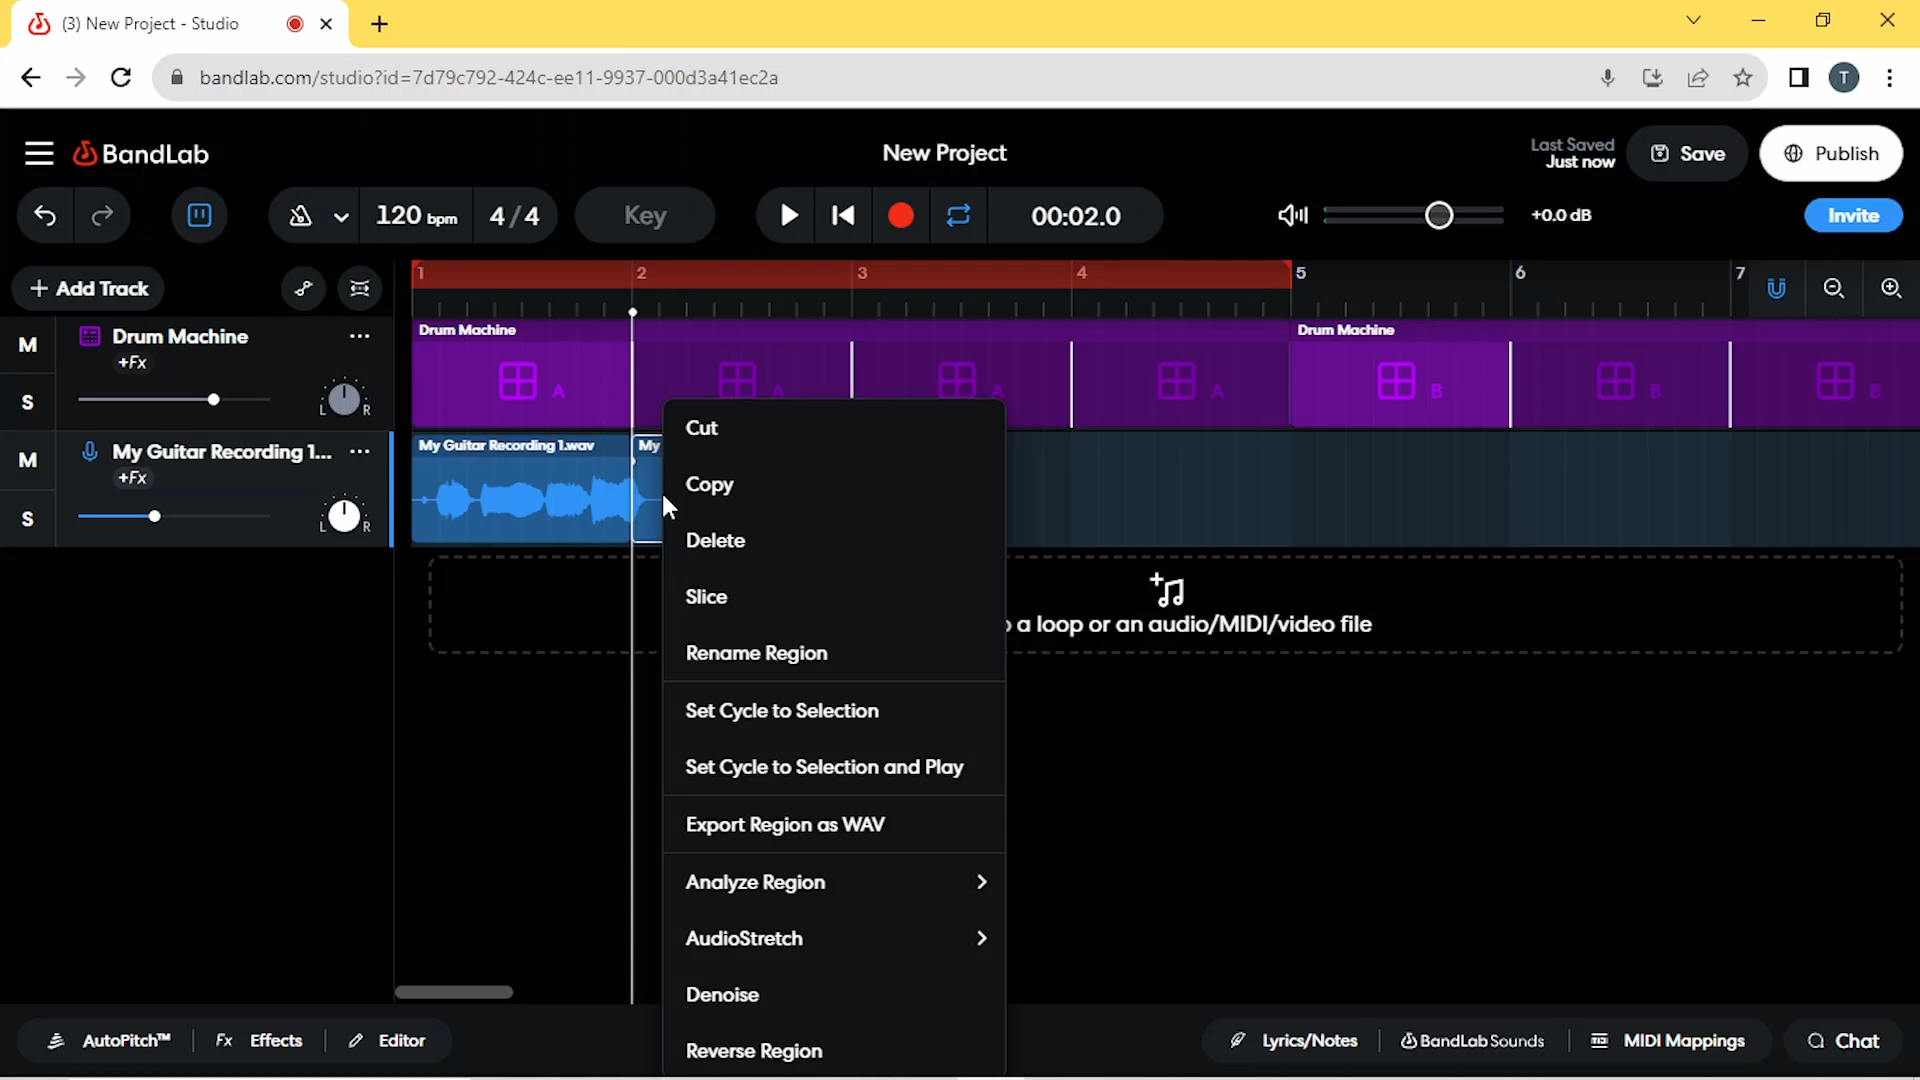 (3) New Project - Studio
bandlab.com/studio?id=7d79c792-424c-ee11-9937-000d3a41ec2a
T
BandLab
New Project
Last Saved
Just now
Save
Publish
120 bpm
4/4
Key
00:02.0
+0.0 dB
Invite
+ Add Track
1 2 3 4 5 6 7
M
Drum Machine
+Fx
S
L R
Drum Machine
Drum Machine
A A A A B B B
M
My Guitar Recording 1...
+Fx
S
L R
My Guitar Recording 1.wav
My
Cut
Copy
Delete
Slice
Rename Region
Set Cycle to Selection
Set Cycle to Selection and Play
Export Region as WAV
Analyze Region
AudioStretch
Denoise
Reverse Region
a loop or an audio/MIDI/video file
AutoPitch™
Fx Effects
Editor
Lyrics/Notes
BandLab Sounds
MIDI Mappings
Chat